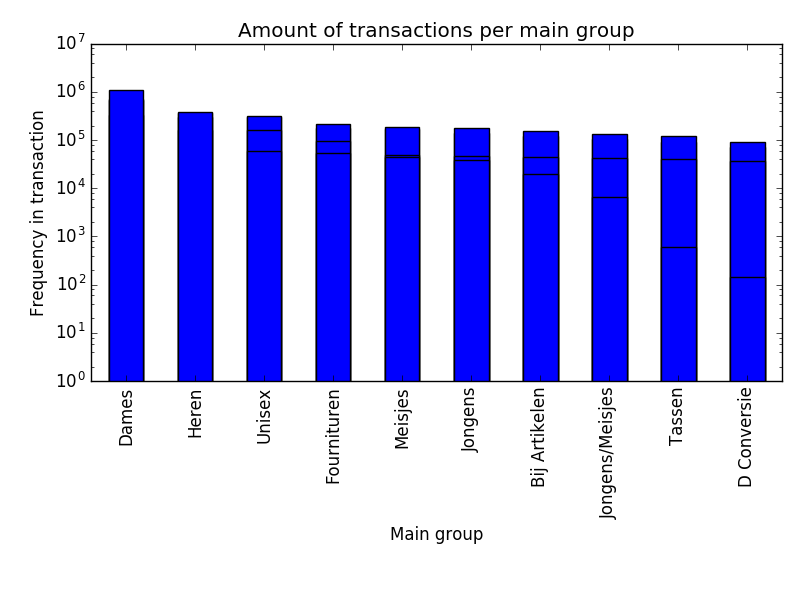 Amount of transactions per main group
Frequency in transaction
10^7
10^6
10^5
10^4
10^3
10^2
10^1
10^0
Dames
Heren
Unisex
Fournituren
Meisjes
Jongens
Bij Artikelen
Jongens/Meisjes
Tassen
D Conversie
Main group